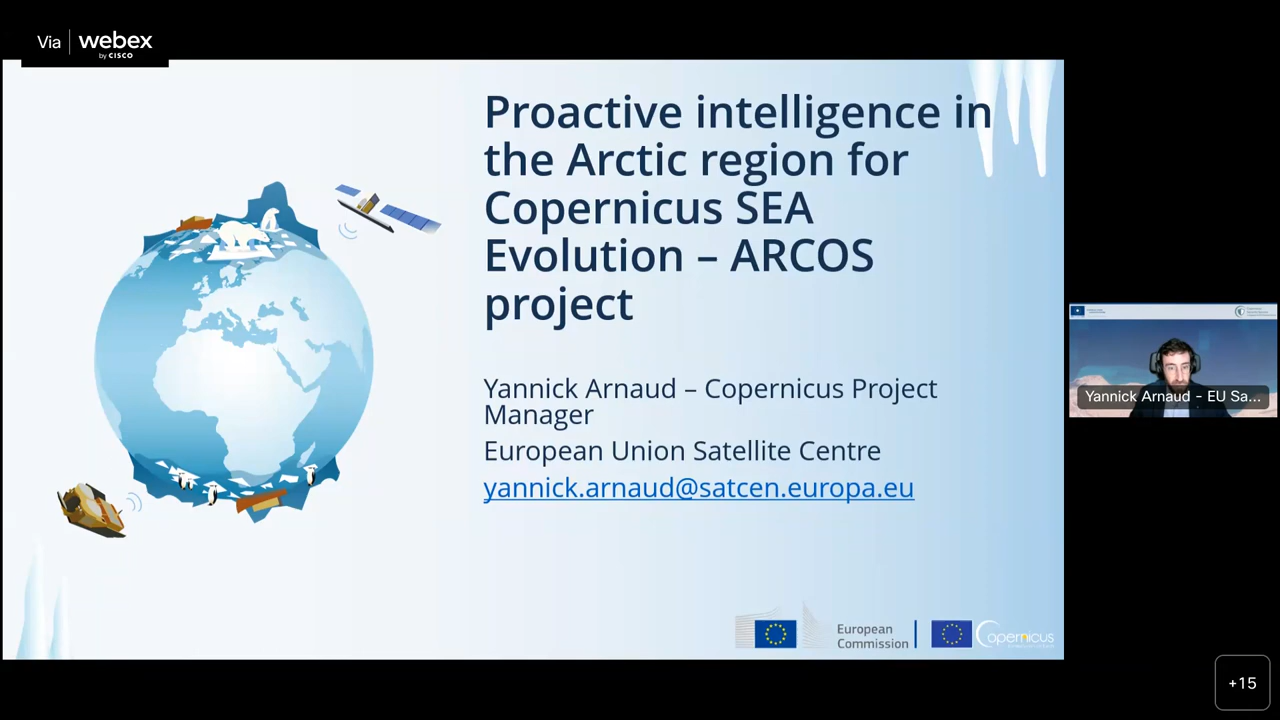 Via webex
by CISCO
Proactive intelligence in
the Arctic region for
Copernicus SEA
Evolution – ARCOS
project
Yannick Arnaud – Copernicus Project
Manager
European Union Satellite Centre
yannick.arnaud@satcen.europa.eu
Yannick Arnaud - EU Sa...
European
Commission
opernicus
+15